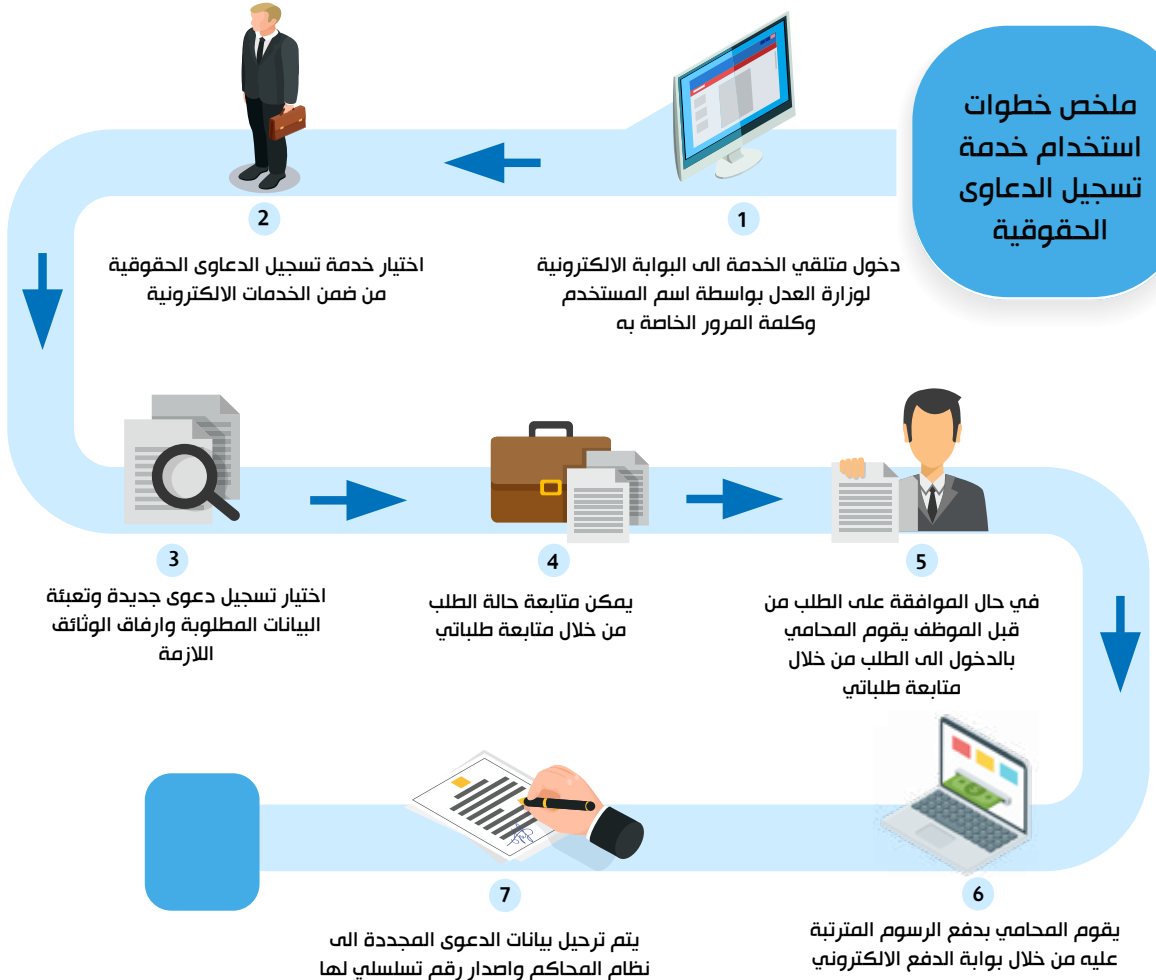 ملخص خطوات
استخدام خدمة
تسجيل الدعاوى
الحقوقية
1
دخول متلقي الخدمة الى البوابة الالكترونية
لوزارة العدل بواسطة اسم المستخدم
وكلمة المرور الخاصة به
2
اختيار خدمة تسجيل الدعاوى الحقوقية
من ضمن الخدمات الالكترونية
3
اختيار تسجيل دعوى جديدة وتعبئة
البيانات المطلوبة وارفاق الوثائق
اللازمة
4
يمكن متابعة حالة الطلب
من خلال متابعة طلباتي
5
في حال الموافقة على الطلب من
قبل الموظف يقوم المحامي
بالدخول الى الطلب من خلال
متابعة طلباتي
6
يقوم المحامي بدفع الرسوم المترتبة
عليه من خلال بوابة الدفع الالكتروني
7
يتم ترحيل بيانات الدعوى المجددة الى
نظام المحاكم واصدار رقم تسلسلي لها